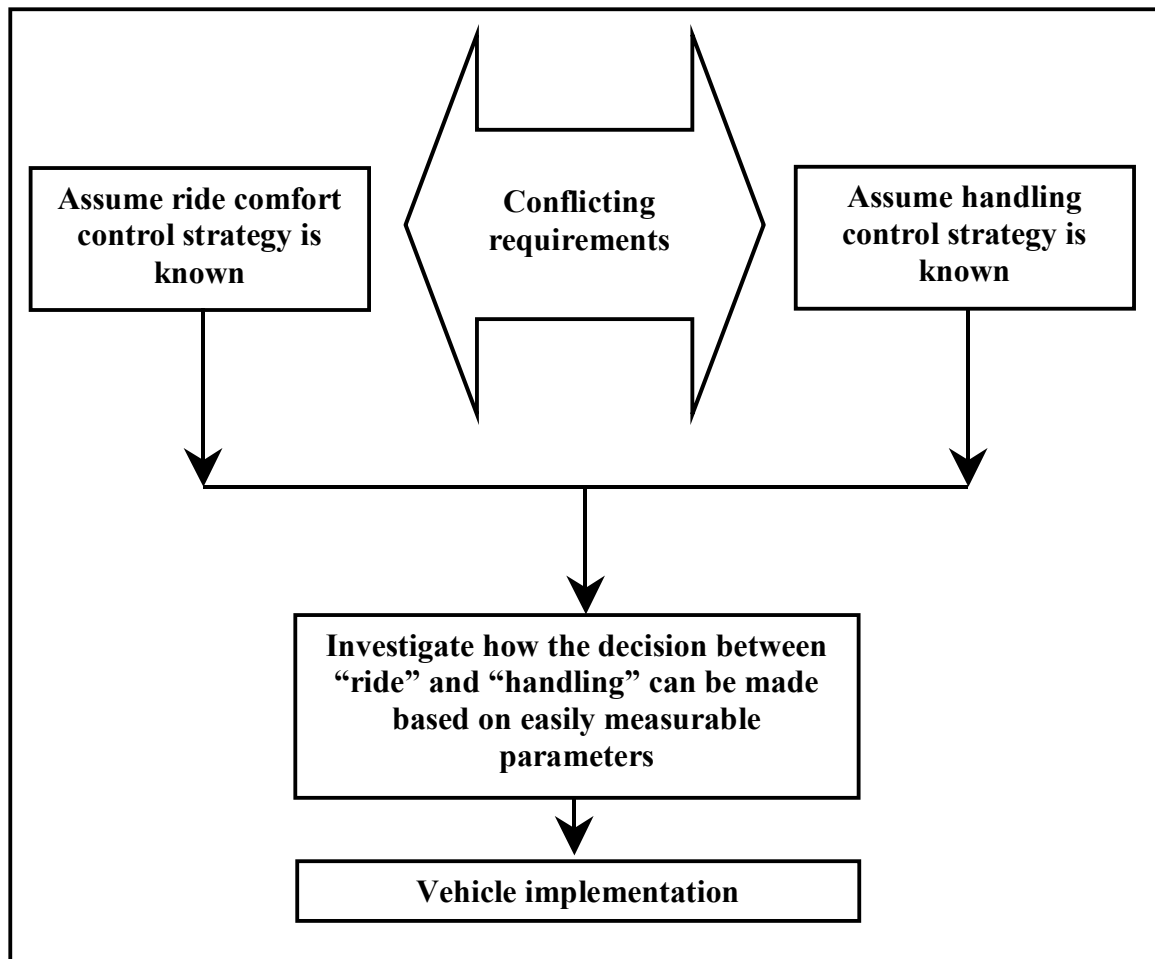 Assume ride comfort
control strategy is
known
Conflicting
requirements
Assume handling
control strategy is
known
Investigate how the decision between
“ride” and “handling” can be made
based on easily measurable
parameters
Vehicle implementation